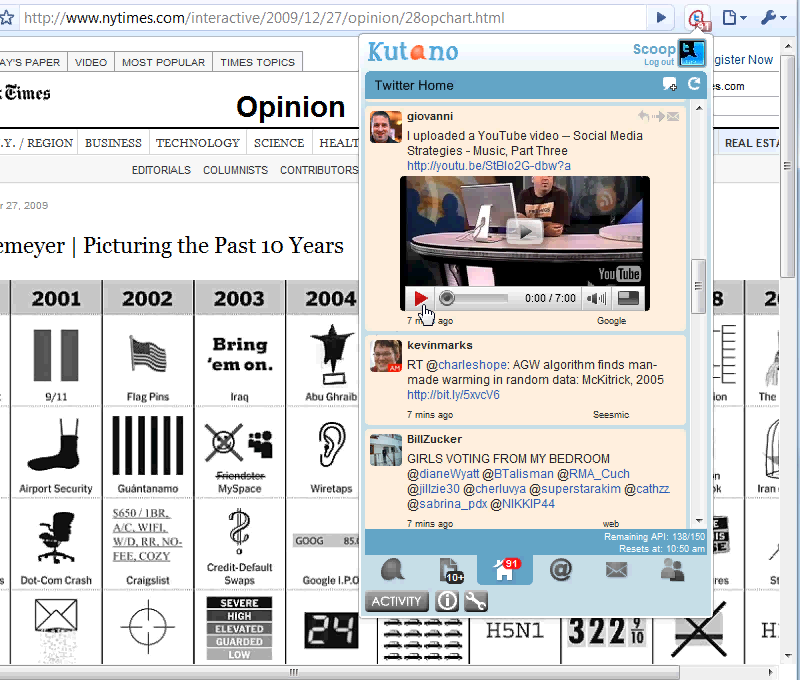 http://www.nytimes.com/interactive/2009/12/27/opinion/28opchart.html
1
AY'S PAPER VIDEO MOST POPULAR TIMES TOPICS
Times
Opinion
.Y. / REGION BUSINESS TECHNOLOGY SCIENCE HEALT
EDITORIALS COLUMNISTS CONTRIBUTORS
r 27, 2009
emeyer | Picturing the Past 10 Years
gister Now
es.com
REAL ESTA
Kutano
Scoop
Log out
Twitter Home
giovanni
I uploaded a YouTube video -- Social Media
Strategies - Music, Part Three
http://youtu.be/StBlo2G-dbw?a
YouTube
0:00 / 7:00
7 mins ago Google
kevinmarks
AM
RT @charleshope: AGW algorithm finds man-
made warming in random data: McKitrick, 2005
http://bit.ly/5xvcV6
7 mins ago Seesmic
BillZucker
GIRLS VOTING FROM MY BEDROOM
@dianeWyatt @BTalisman @RMA_Cuch
@jillzie30 @cherluvya @superstarakim @cathzz
@sabrina_pdx @NIKKIP44
7 mins ago web
Remaining API: 138/150
Resets at: 10:50 am
10+
91
@
ACTIVITY
2001 2002 2003 2004 8 20
Bring
'em on.
9/11 Flag Pins Iraq Abu Ghraib
Airport Security Guántanamo Friendster
MySpace Wiretaps
$650 / 1BR,
A/C, WIFI,
W/D, RR, NO-
FEE, COZY
GOOG 85.0
Dot-Com Crash Craigslist Credit-Default
Swaps Google I.P.O
SEVERE
HIGH
ELEVATED
GUARDED
LOW
24
H5N1
322 9/10